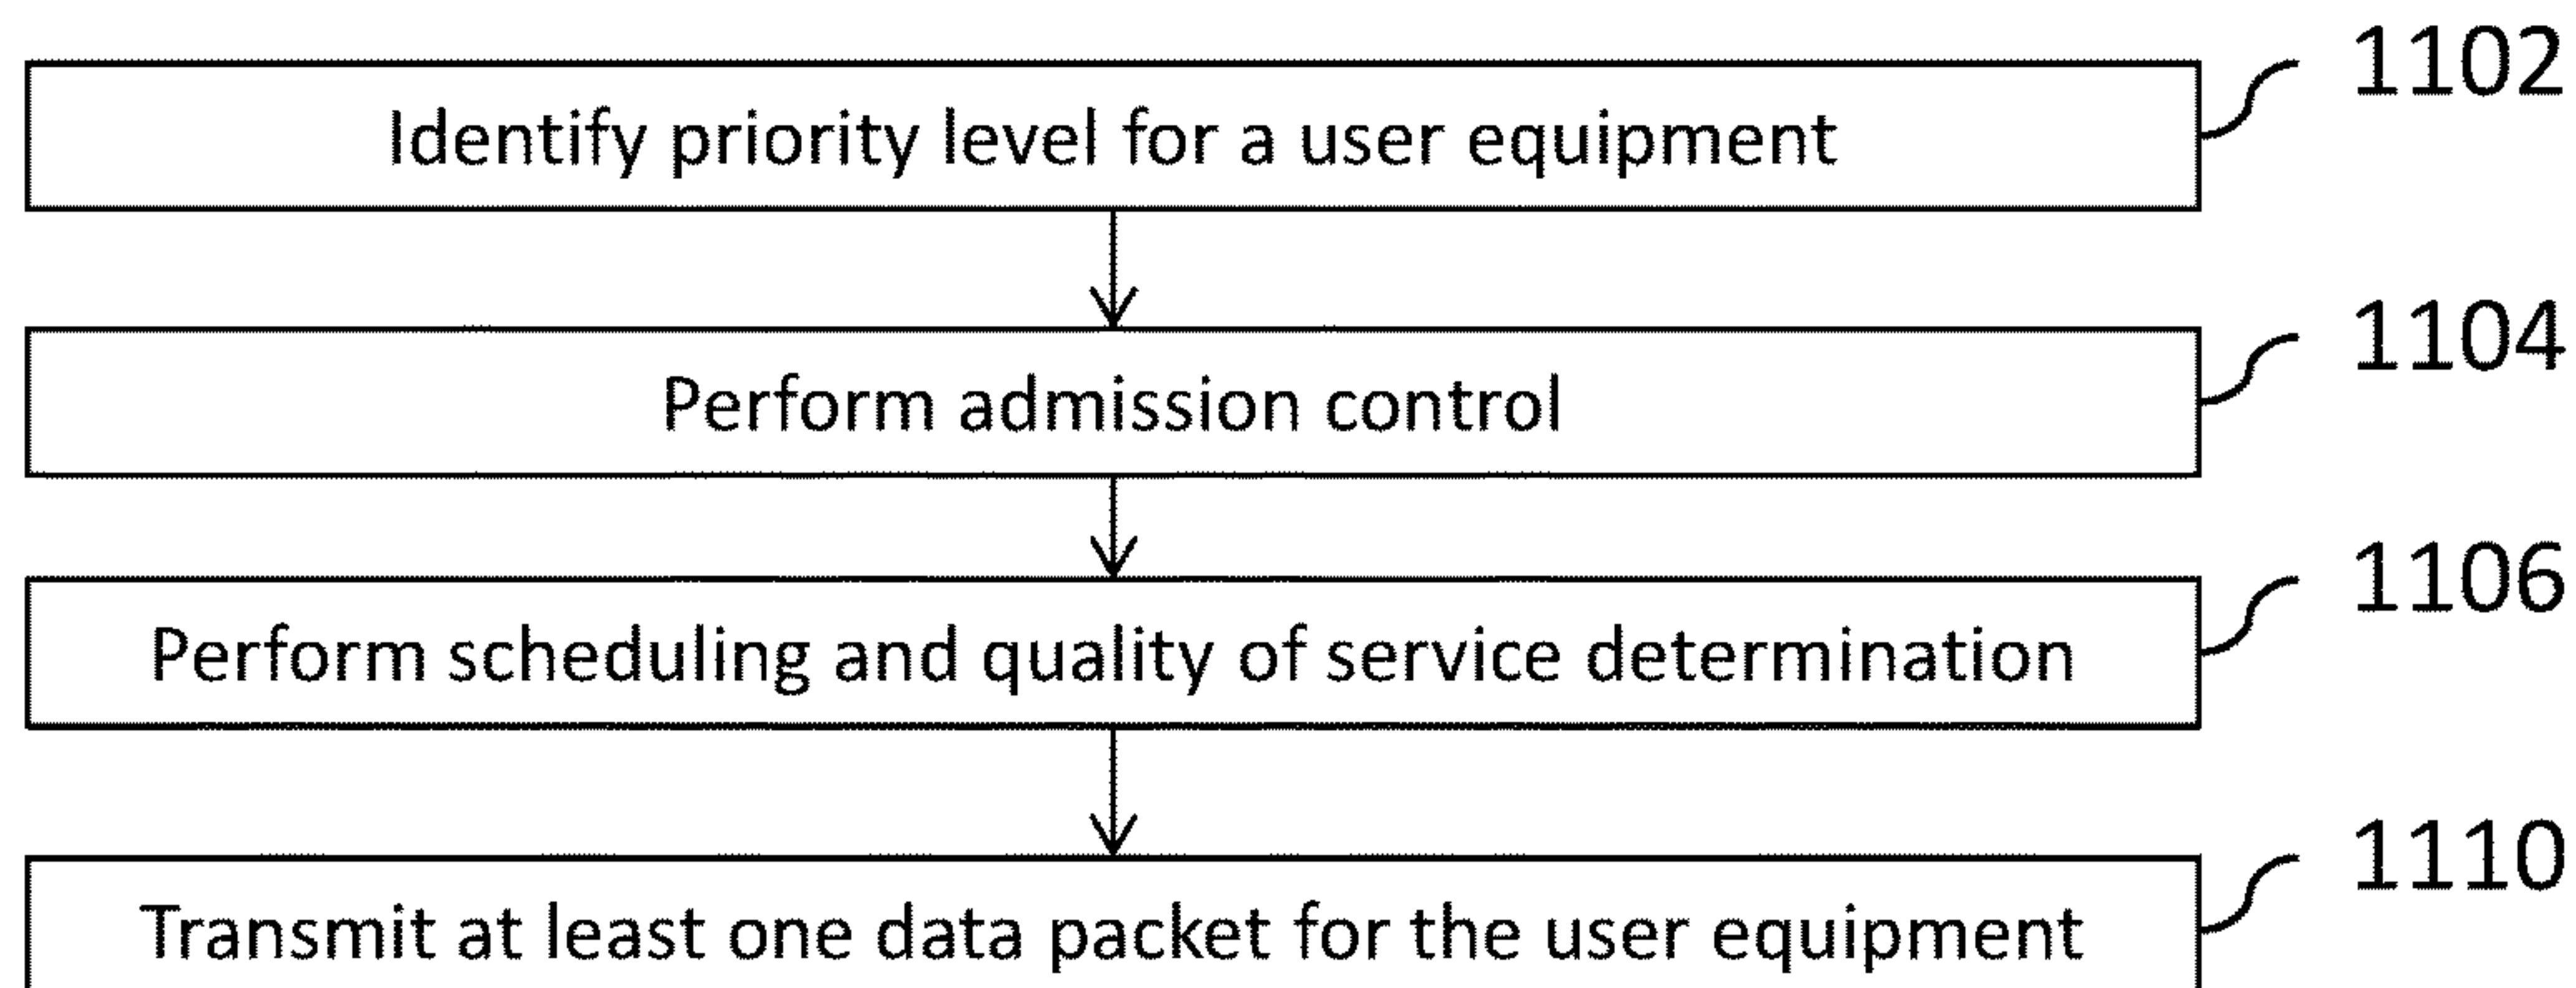 1102
Identify priority level for a user equipment
1104
Perform admission control
1106
Perform scheduling and quality of service determination
1110
Transmit at least one data packet for the user equipment